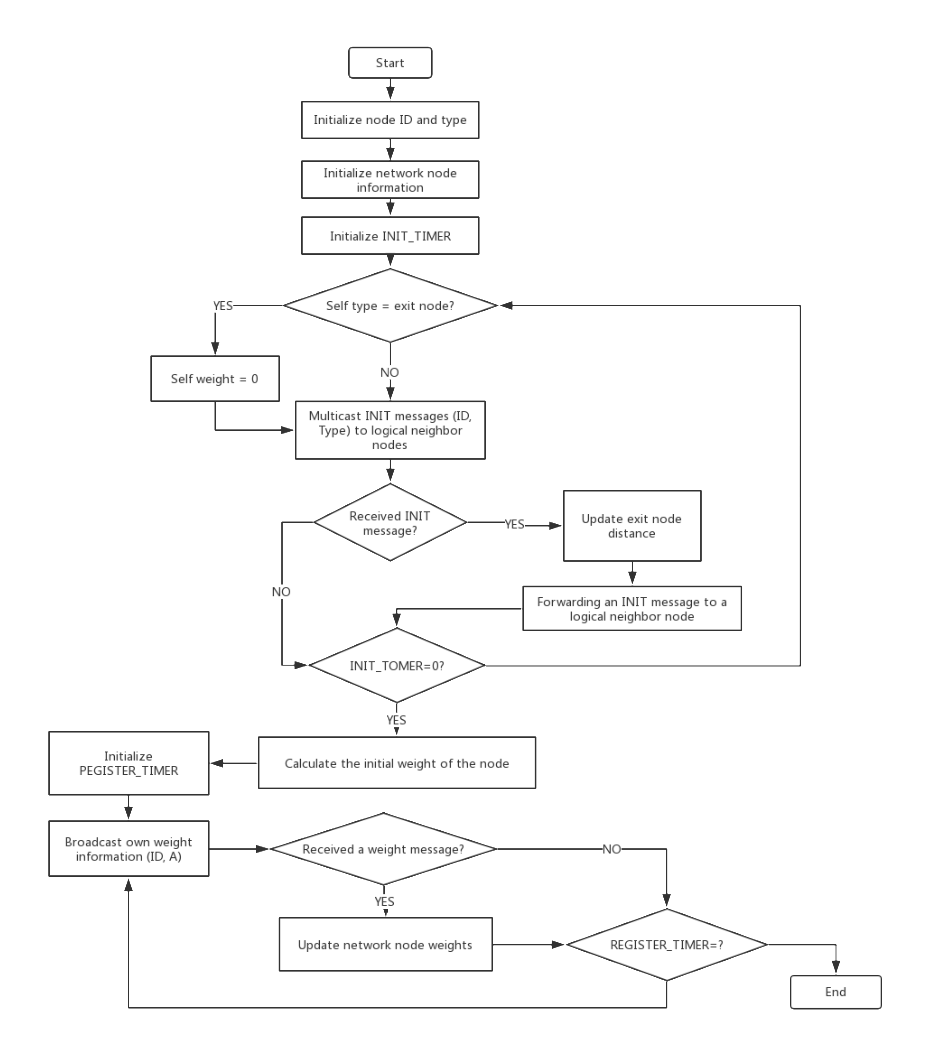 Start
Initialize node ID and type
Initialize network node
information
Initialize INIT_TIMER
Self type = exit node?
YES
Self weight = 0
NO
Multicast INIT messages (ID,
Type) to logical neighbor
nodes
Received INIT
message?
YES
Update exit node
distance
NO
Forwarding an INIT message to a
logical neighbor node
INIT_TOMER=0?
YES
Calculate the initial weight of the node
Initialize
PEGISTER_TIMER
Broadcast own weight
information (ID, A)
Received a weight message?
NO
YES
Update network node weights
REGISTER_TIMER=?
End